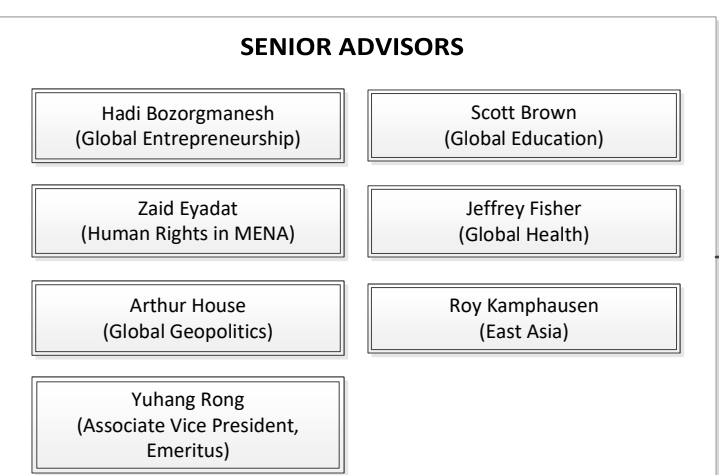 SENIOR ADVISORS
Hadi Bozorgmanesh
(Global Entrepreneurship)
Scott Brown
(Global Education)
Zaid Eyadat
(Human Rights in MENA)
Jeffrey Fisher
(Global Health)
Arthur House
(Global Geopolitics)
Roy Kamphausen
(East Asia)
Yuhang Rong
(Associate Vice President,
Emeritus)